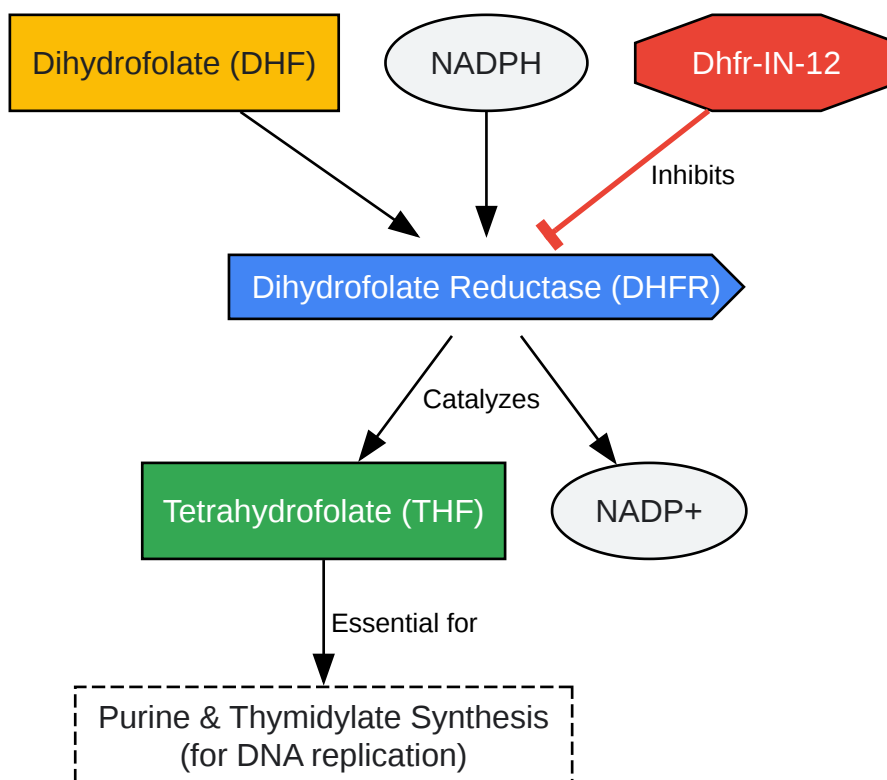 Dihydrofolate (DHF)
NADPH
Dhfr-IN-12
Inhibits
Dihydrofolate Reductase (DHFR)
Catalyzes
Tetrahydrofolate (THF)
NADP+
Essential for
Purine & Thymidylate Synthesis
(for DNA replication)